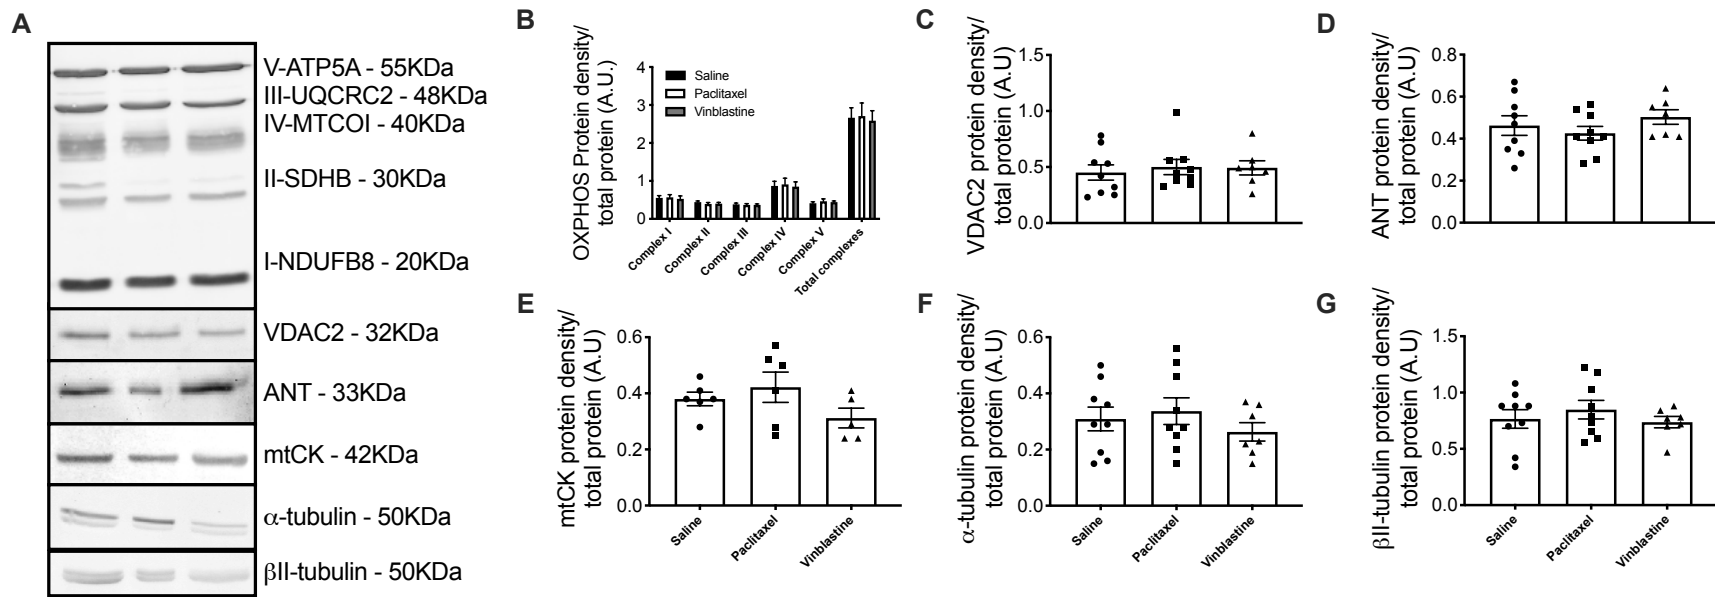 A
V-ATP5A - 55KDa
III-UQCRC2 - 48KDa
IV-MTCOI - 40KDa
II-SDHB - 30KDa
I-NDUFB8 - 20KDa
VDAC2 - 32KDa
ANT - 33KDa
mtCK - 42KDa
α-tubulin - 50KDa
βII-tubulin - 50KDa
B
OXPHOS Protein density/
total protein (A.U.)
4
3
2
1
0
Saline
Paclitaxel
Vinblastine
Complex I
Complex II
Complex III
Complex IV
Complex V
Total complexes
C
VDAC2 protein density/
total protein (A.U)
1.5
1.0
0.5
0.0
D
ANT protein density/
total protein (A.U)
0.8
0.6
0.4
0.2
0.0
E
mtCK protein density/
total protein (A.U)
0.6
0.4
0.2
0.0
Saline
Paclitaxel
Vinblastine
F
α-tubulin protein density/
total protein (A.U)
0.6
0.4
0.2
0.0
Saline
Paclitaxel
Vinblastine
G
βII-tubulin protein density/
total protein (A.U)
1.5
1.0
0.5
0.0
Saline
Paclitaxel
Vinblastine